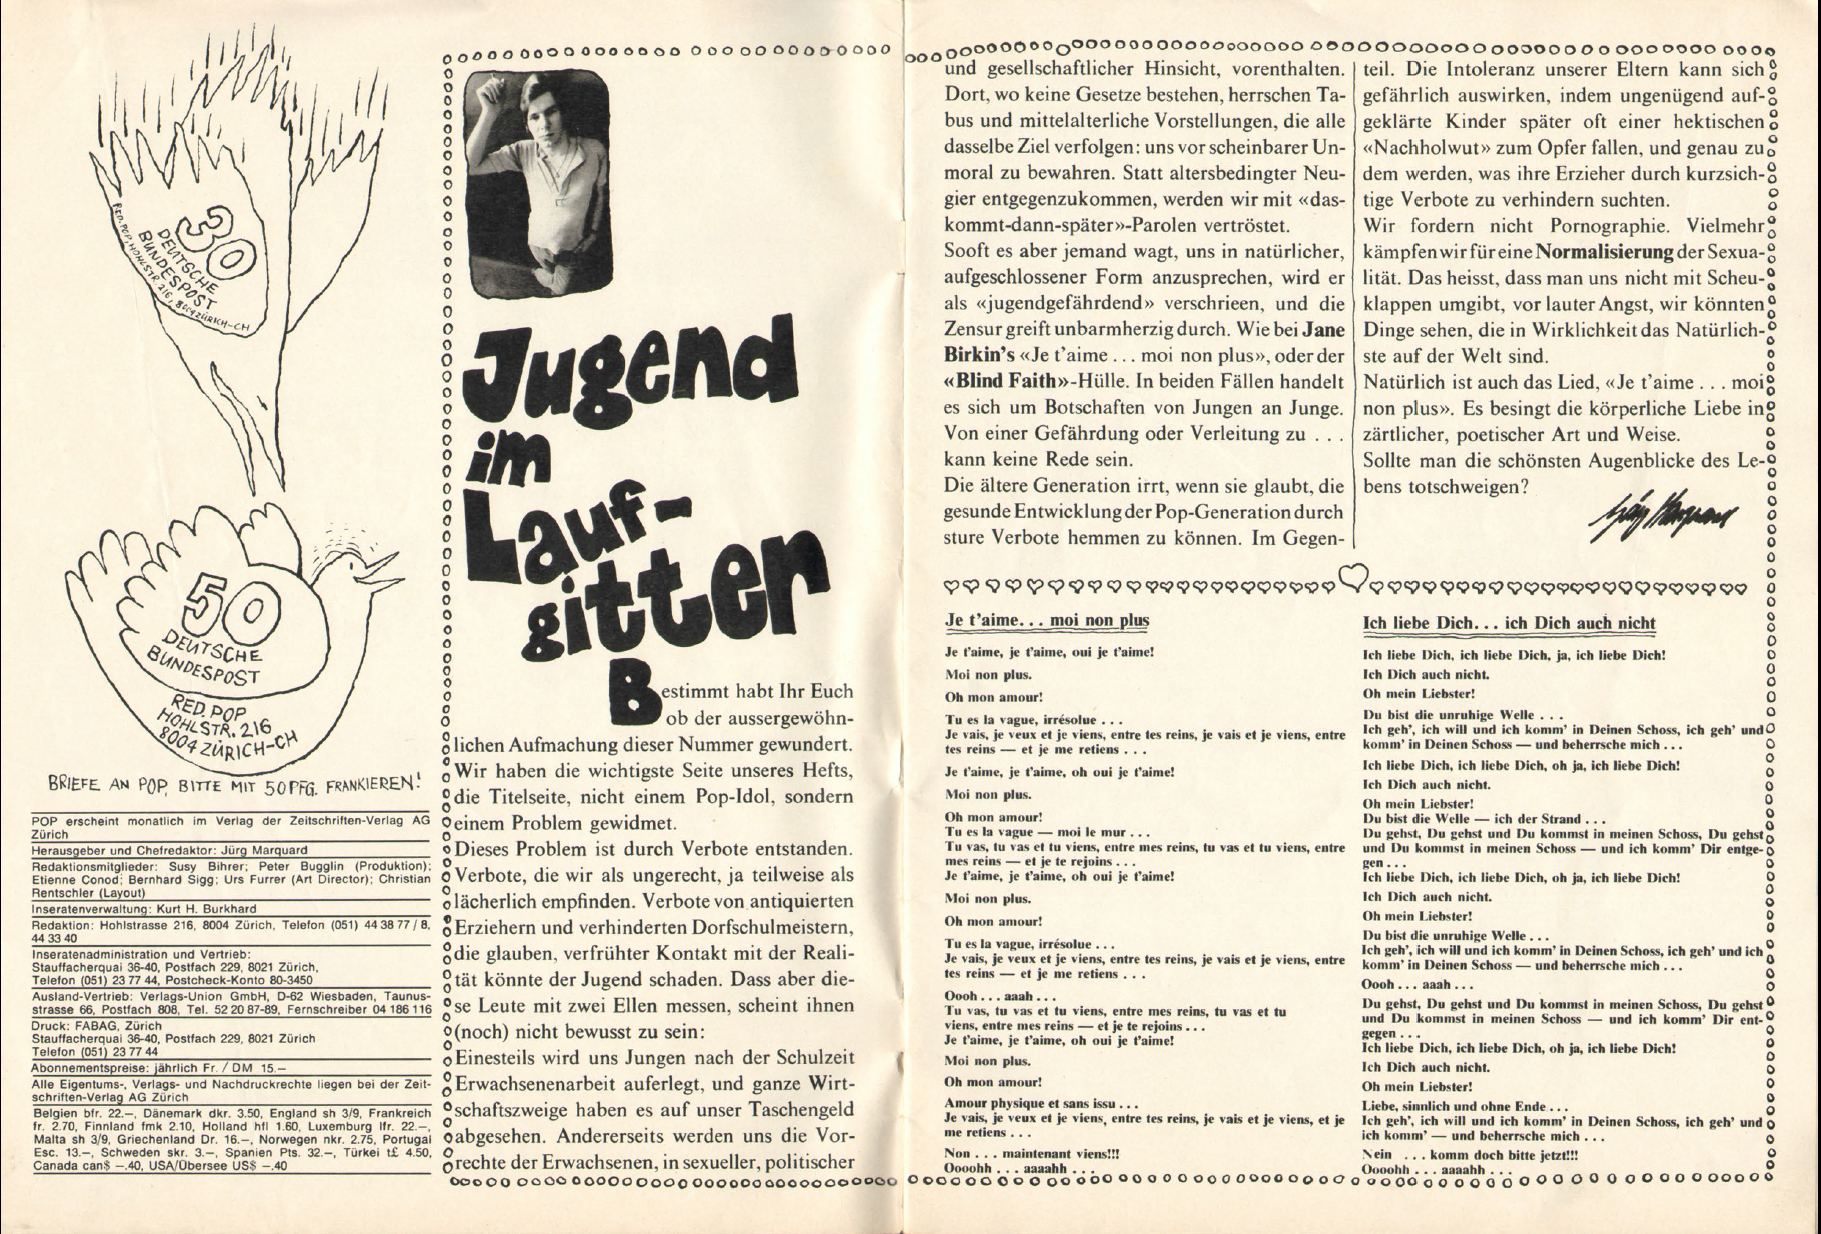 30
DEUTSCHE
BUNDESPOST
RED. POP, HOHLSTR. 216, 8004 ZÜRICH-CH
50
DEUTSCHE
BUNDESPOST
RED. POP
HOHLSTR. 216
8004 ZÜRICH-CH
BRIEFE AN POP, BITTE MIT 50 PFG. FRANKIEREN!
POP erscheint monatlich im Verlag der Zeitschriften-Verlag AG
Zürich
Herausgeber und Chefredaktor: Jürg Marquard
Redaktionsmitglieder: Susy Bihrer; Peter Bugglin (Produktion);
Etienne Conod; Bernhard Sigg; Urs Furrer (Art Director); Christian
Rentschler (Layout)
Inseratenverwaltung: Kurt H. Burkhard
Redaktion: Hohlstrasse 216, 8004 Zürich, Telefon (051) 44 38 77 / 8,
44 33 40
Inseratenadministration und Vertrieb:
Stauffacherquai 36-40, Postfach 229, 8021 Zürich,
Telefon (051) 23 77 44, Postcheck-Konto 80-3450
Ausland-Vertrieb: Verlags-Union GmbH, D-62 Wiesbaden, Taunus-
strasse 66, Postfach 808, Tel. 52 20 87-89, Fernschreiber 04 186 116
Druck: FABAG, Zürich
Stauffacherquai 36-40, Postfach 229, 8021 Zürich
Telefon (051) 23 77 44
Abonnementspreise: jährlich Fr. / DM 15.–
Alle Eigentums-, Verlags- und Nachdruckrechte liegen bei der Zeit-
schriften-Verlag AG Zürich
Belgien bfr. 22.–, Dänemark dkr. 3.50, England sh 3/9, Frankreich
fr. 2.70, Finnland fmk 2.10, Holland hfl 1.60, Luxemburg lfr. 22.–,
Malta sh 3/9, Griechenland Dr. 16.–, Norwegen nkr. 2.75, Portugal
Esc. 13.–, Schweden skr. 3.–, Spanien Pts. 32.–, Türkei t£ 4.50,
Canada can$ –.40, USA/Übersee US$ –.40
Jugend
im
Lauf-
gitter
Bestimmt habt Ihr Euch
ob der aussergewöhn-
lichen Aufmachung dieser Nummer gewundert.
Wir haben die wichtigste Seite unseres Hefts,
die Titelseite, nicht einem Pop-Idol, sondern
einem Problem gewidmet.
Dieses Problem ist durch Verbote entstanden.
Verbote, die wir als ungerecht, ja teilweise als
lächerlich empfinden. Verbote von antiquierten
Erziehern und verhinderten Dorfschulmeistern,
die glauben, verfrühter Kontakt mit der Reali-
tät könnte der Jugend schaden. Dass aber die-
se Leute mit zwei Ellen messen, scheint ihnen
(noch) nicht bewusst zu sein:
Einesteils wird uns Jungen nach der Schulzeit
Erwachsenenarbeit auferlegt, und ganze Wirt-
schaftszweige haben es auf unser Taschengeld
abgesehen. Andererseits werden uns die Vor-
rechte der Erwachsenen, in sexueller, politischer
und gesellschaftlicher Hinsicht, vorenthalten.
Dort, wo keine Gesetze bestehen, herrschen Ta-
bus und mittelalterliche Vorstellungen, die alle
dasselbe Ziel verfolgen: uns vor scheinbarer Un-
moral zu bewahren. Statt altersbedingter Neu-
gier entgegenzukommen, werden wir mit «das-
kommt-dann-später»-Parolen vertröstet.
Sooft es aber jemand wagt, uns in natürlicher,
aufgeschlossener Form anzusprechen, wird er
als «jugendgefährdend» verschrieen, und die
Zensur greift unbarmherzig durch. Wie bei Jane
Birkin's «Je t'aime . . . moi non plus», oder der
«Blind Faith»-Hülle. In beiden Fällen handelt
es sich um Botschaften von Jungen an Junge.
Von einer Gefährdung oder Verleitung zu . . .
kann keine Rede sein.
Die ältere Generation irrt, wenn sie glaubt, die
gesunde Entwicklung der Pop-Generation durch
sture Verbote hemmen zu können. Im Gegen-
teil. Die Intoleranz unserer Eltern kann sich
gefährlich auswirken, indem ungenügend auf-
geklärte Kinder später oft einer hektischen
«Nachholwut» zum Opfer fallen, und genau zu
dem werden, was ihre Erzieher durch kurzsich-
tige Verbote zu verhindern suchten.
Wir fordern nicht Pornographie. Vielmehr
kämpfen wir für eine Normalisierung der Sexua-
lität. Das heisst, dass man uns nicht mit Scheu-
klappen umgibt, vor lauter Angst, wir könnten
Dinge sehen, die in Wirklichkeit das Natürlich-
ste auf der Welt sind.
Natürlich ist auch das Lied, «Je t'aime . . . moi
non plus». Es besingt die körperliche Liebe in
zärtlicher, poetischer Art und Weise.
Sollte man die schönsten Augenblicke des Le-
bens totschweigen?
Jürg Marquard
Je t'aime. . . moi non plus
Je t'aime, je t'aime, oui je t'aime!
Moi non plus.
Oh mon amour!
Tu es la vague, irrésolue . . .
Je vais, je veux et je viens, entre tes reins, je vais et je viens, entre
tes reins — et je me retiens . . .
Je t'aime, je t'aime, oh oui je t'aime!
Moi non plus.
Oh mon amour!
Tu es la vague — moi le mur . . .
Tu vas, tu vas et tu viens, entre mes reins, tu vas et tu viens, entre
mes reins — et je te rejoins . . .
Je t'aime, je t'aime, oh oui je t'aime!
Moi non plus.
Oh mon amour!
Tu es la vague, irrésolue . . .
Je vais, je veux et je viens, entre tes reins, je vais et je viens, entre
tes reins — et je me retiens . . .
Oooh . . . aaah . . .
Tu vas, tu vas et tu viens, entre mes reins, tu vas et tu
viens, entre mes reins — et je te rejoins . . .
Je t'aime, je t'aime, oh oui je t'aime!
Moi non plus.
Oh mon amour!
Amour physique et sans issu . . .
Je vais, je veux et je viens, entre tes reins, je vais et je viens, et je
me retiens . . .
Non . . . maintenant viens!!!
Oooohh . . . aaaahh . . .
Ich liebe Dich. . . ich Dich auch nicht
Ich liebe Dich, ich liebe Dich, ja, ich liebe Dich!
Ich Dich auch nicht.
Oh mein Liebster!
Du bist die unruhige Welle . . .
Ich geh', ich will und ich komm' in Deinen Schoss, ich geh' und
komm' in Deinen Schoss — und beherrsche mich . . .
Ich liebe Dich, ich liebe Dich, oh ja, ich liebe Dich!
Ich Dich auch nicht.
Oh mein Liebster!
Du bist die Welle — ich der Strand . . .
Du gehst, Du gehst und Du kommst in meinen Schoss, Du gehst
und Du kommst in meinen Schoss — und ich komm' Dir entge-
gen . . .
Ich liebe Dich, ich liebe Dich, oh ja, ich liebe Dich!
Ich Dich auch nicht.
Oh mein Liebster!
Du bist die unruhige Welle . . .
Ich geh', ich will und ich komm' in Deinen Schoss, ich geh' und ich
komm' in Deinen Schoss — und beherrsche mich . . .
Oooh . . . aaah . . .
Du gehst, Du gehst und Du kommst in meinen Schoss, Du gehst
und Du kommst in meinen Schoss — und ich komm' Dir ent-
gegen . . .
Ich liebe Dich, ich liebe Dich, oh ja, ich liebe Dich!
Ich Dich auch nicht.
Oh mein Liebster!
Liebe, sinnlich und ohne Ende . . .
Ich geh', ich will und ich komm' in Deinen Schoss, ich geh' und
ich komm' — und beherrsche mich . . .
Nein . . . komm doch bitte jetzt!!!
Oooohh . . . aaaahh . . .